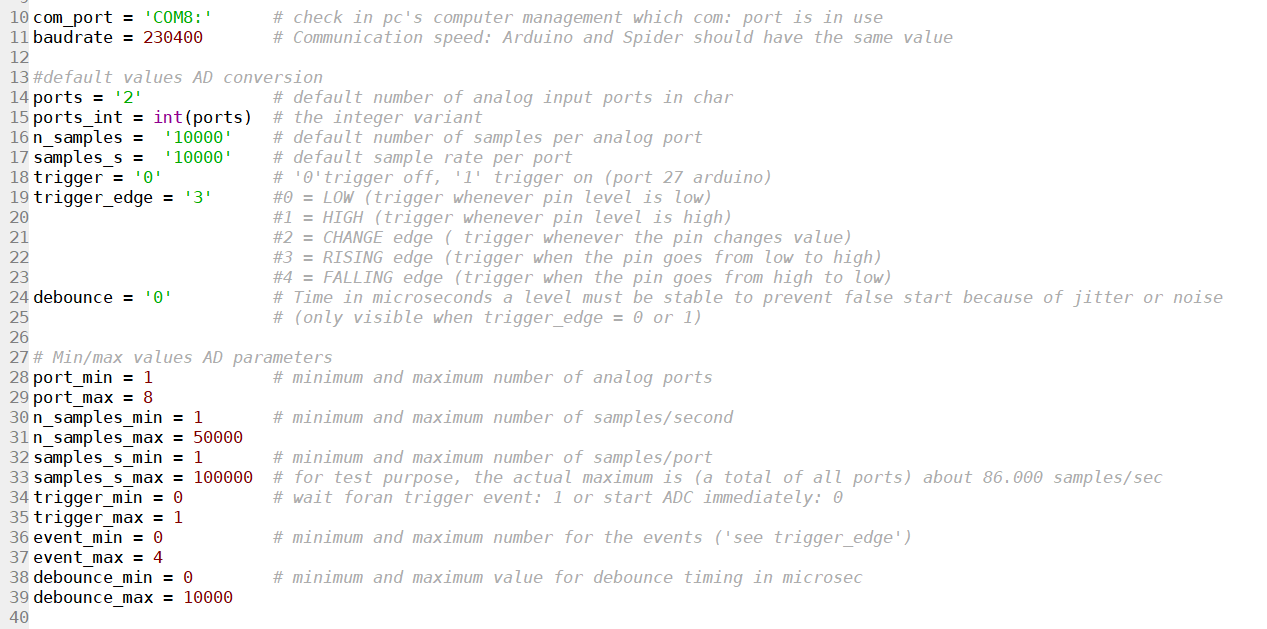 10 com_port = 'COM8:'      # check in pc's computer management which com: port is in use
11 baudrate = 230400       # Communication speed: Arduino and Spider should have the same value
12
13 #default values AD conversion
14 ports = '2'             # default number of analog input ports in char
15 ports_int = int(ports)  # the integer variant
16 n_samples =  '10000'    # default number of samples per analog port
17 samples_s =  '10000'    # default sample rate per port
18 trigger = '0'           # '0'trigger off, '1' trigger on (port 27 arduino)
19 trigger_edge = '3'      #0 = LOW (trigger whenever pin level is low)
20                         #1 = HIGH (trigger whenever pin level is high)
21                         #2 = CHANGE edge ( trigger whenever the pin changes value)
22                         #3 = RISING edge (trigger when the pin goes from low to high)
23                         #4 = FALLING edge (trigger when the pin goes from high to low)
24 debounce = '0'          # Time in microseconds a level must be stable to prevent false start because of jitter or noise
25                         # (only visible when trigger_edge = 0 or 1)
26
27 # Min/max values AD parameters
28 port_min = 1            # minimum and maximum number of analog ports
29 port_max = 8
30 n_samples_min = 1       # minimum and maximum number of samples/second
31 n_samples_max = 50000
32 samples_s_min = 1       # minimum and maximum number of samples/port
33 samples_s_max = 100000  # for test purpose, the actual maximum is (a total of all ports) about 86.000 samples/sec
34 trigger_min = 0         # wait foran trigger event: 1 or start ADC immediately: 0
35 trigger_max = 1
36 event_min = 0           # minimum and maximum number for the events ('see trigger_edge')
37 event_max = 4
38 debounce_min = 0        # minimum and maximum value for debounce timing in microsec
39 debounce_max = 10000
40